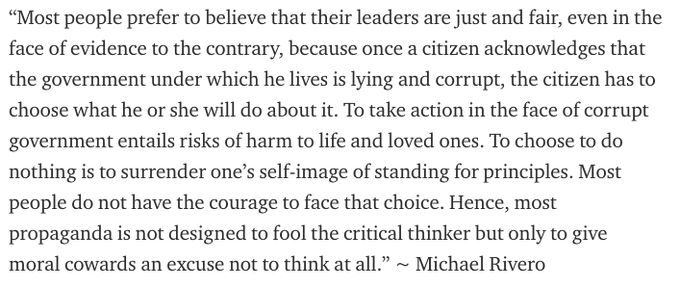 “Most people prefer to believe that their leaders are just and fair, even in the
face of evidence to the contrary, because once a citizen acknowledges that
the government under which he lives is lying and corrupt, the citizen has to
choose what he or she will do about it. To take action in the face of corrupt
government entails risks of harm to life and loved ones. To choose to do
nothing is to surrender one’s self-image of standing for principles. Most
people do not have the courage to face that choice. Hence, most
propaganda is not designed to fool the critical thinker but only to give
moral cowards an excuse not to think at all.” ~ Michael Rivero